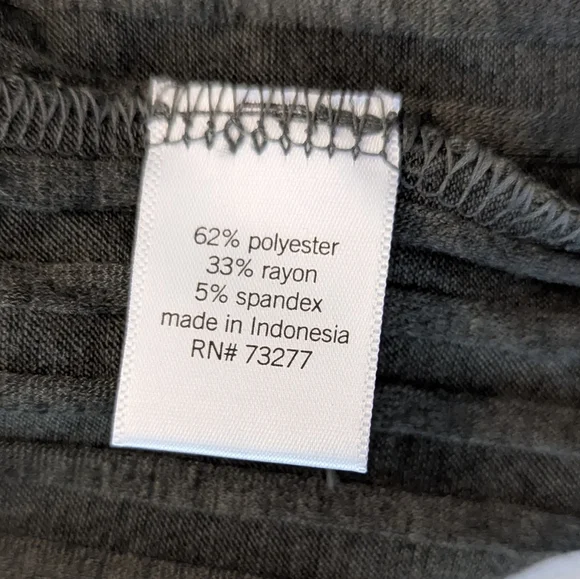 62% polyester
33% rayon
5% spandex
made in Indonesia
RN# 73277